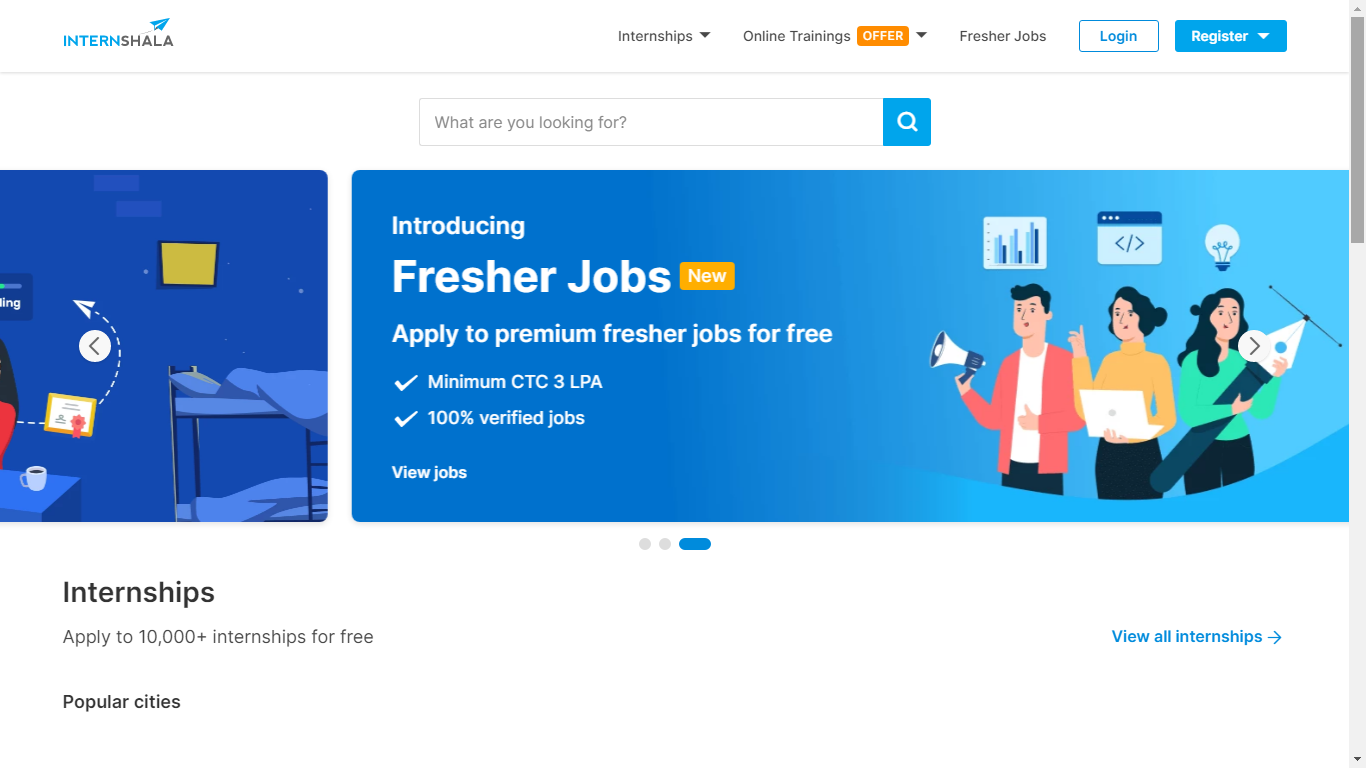 INTERNSHALA
Internships
Online Trainings OFFER
Fresher Jobs
Login
Register
What are you looking for?
Introducing
Fresher Jobs New
Apply to premium fresher jobs for free
Minimum CTC 3 LPA
100% verified jobs
View jobs
</>
Internships
Apply to 10,000+ internships for free
View all internships
Popular cities